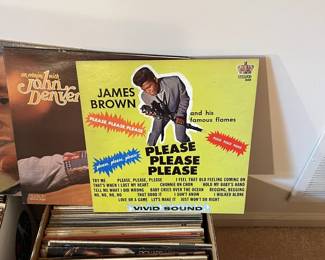 an evening with
John
Denver
JAMES
BROWN
and his
famous flames
PLEASE PLEASE PLEASE
please, please, please
PLEASE
PLEASE
PLEASE
TRY ME PLEASE, PLEASE, PLEASE I FEEL THAT OLD FEELING COMING ON
THAT'S WHEN I LOST MY HEART CHONNIE ON CHON HOLD MY BABY'S HAND
TELL ME WHAT I DID WRONG BABY CRIES OVER THE OCEAN BEGGING, BEGGING
NO, NO, NO, NO THAT DOOD IT I DON'T KNOW I WALKED ALONE
LOVE OR A GAME LET'S MAKE IT JUST WON'T DO RIGHT
VIVID SOUND